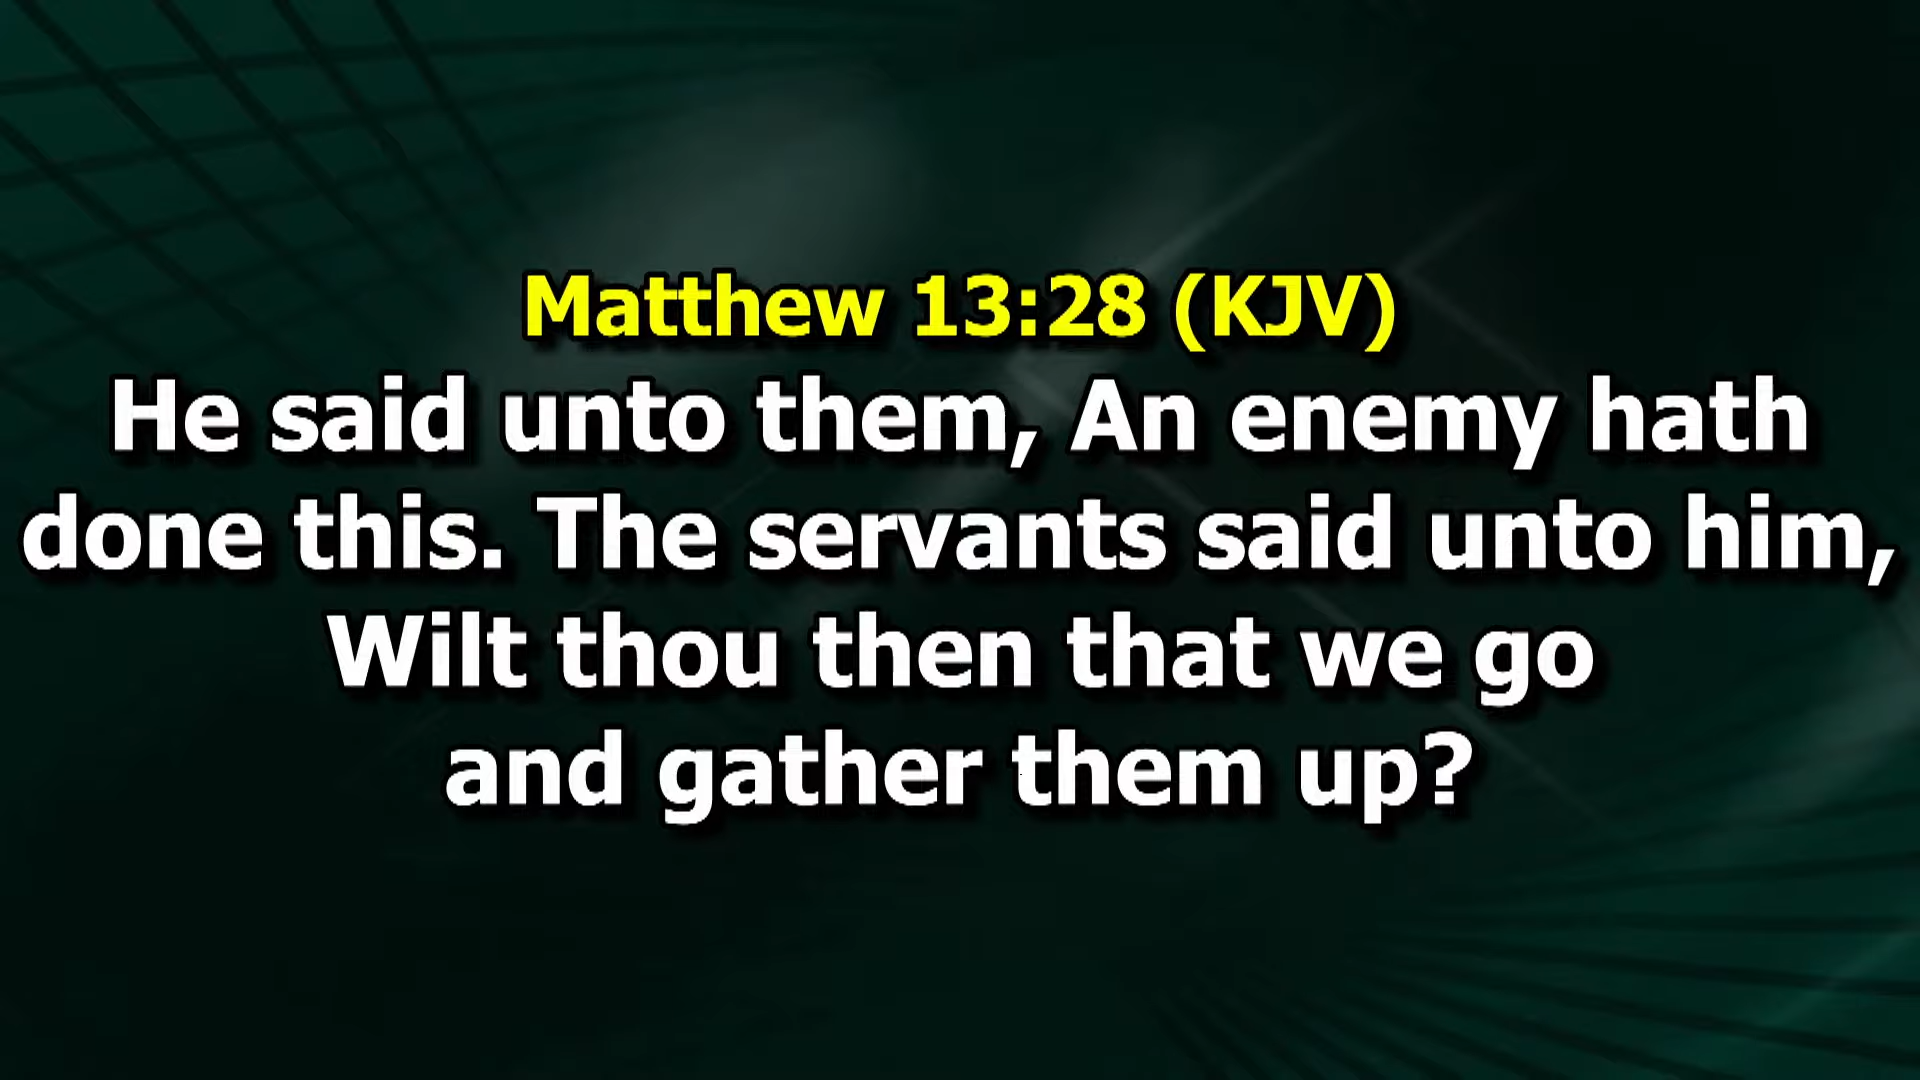 Matthew 13:28 (KJV)
He said unto them, An enemy hath
done this. The servants said unto him,
Wilt thou then that we go
and gather them up?